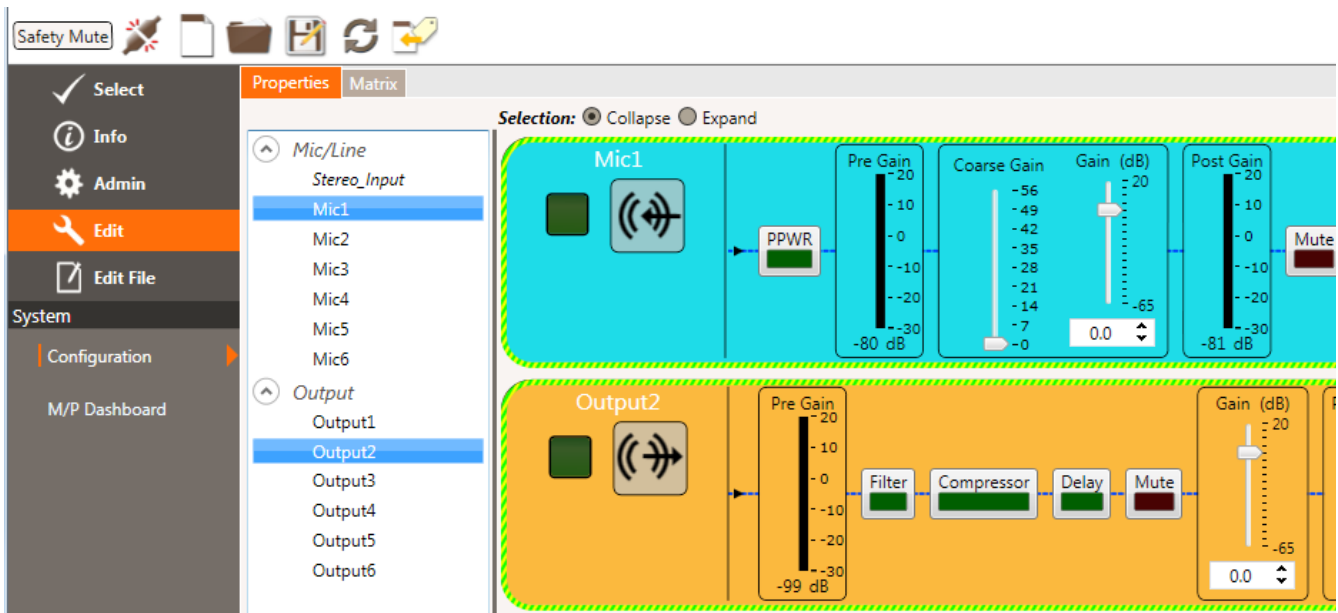 Safety Mute
Select
Info
Admin
Edit
Edit File
System
Configuration
M/P Dashboard
Properties Matrix
Selection: Collapse Expand
Mic/Line
Stereo_Input
Mic1
Mic2
Mic3
Mic4
Mic5
Mic6
Output
Output1
Output2
Output3
Output4
Output5
Output6
Mic1
PPWR
Pre Gain
20
10
0
-10
-20
-30
-80 dB
Coarse Gain
56
49
42
35
28
21
14
7
0
Gain (dB)
20
-65
0.0
Post Gain
20
10
0
-10
-20
-30
-81 dB
Mute
Output2
Pre Gain
20
10
0
-10
-20
-30
-99 dB
Filter
Compressor
Delay
Mute
Gain (dB)
20
-65
0.0